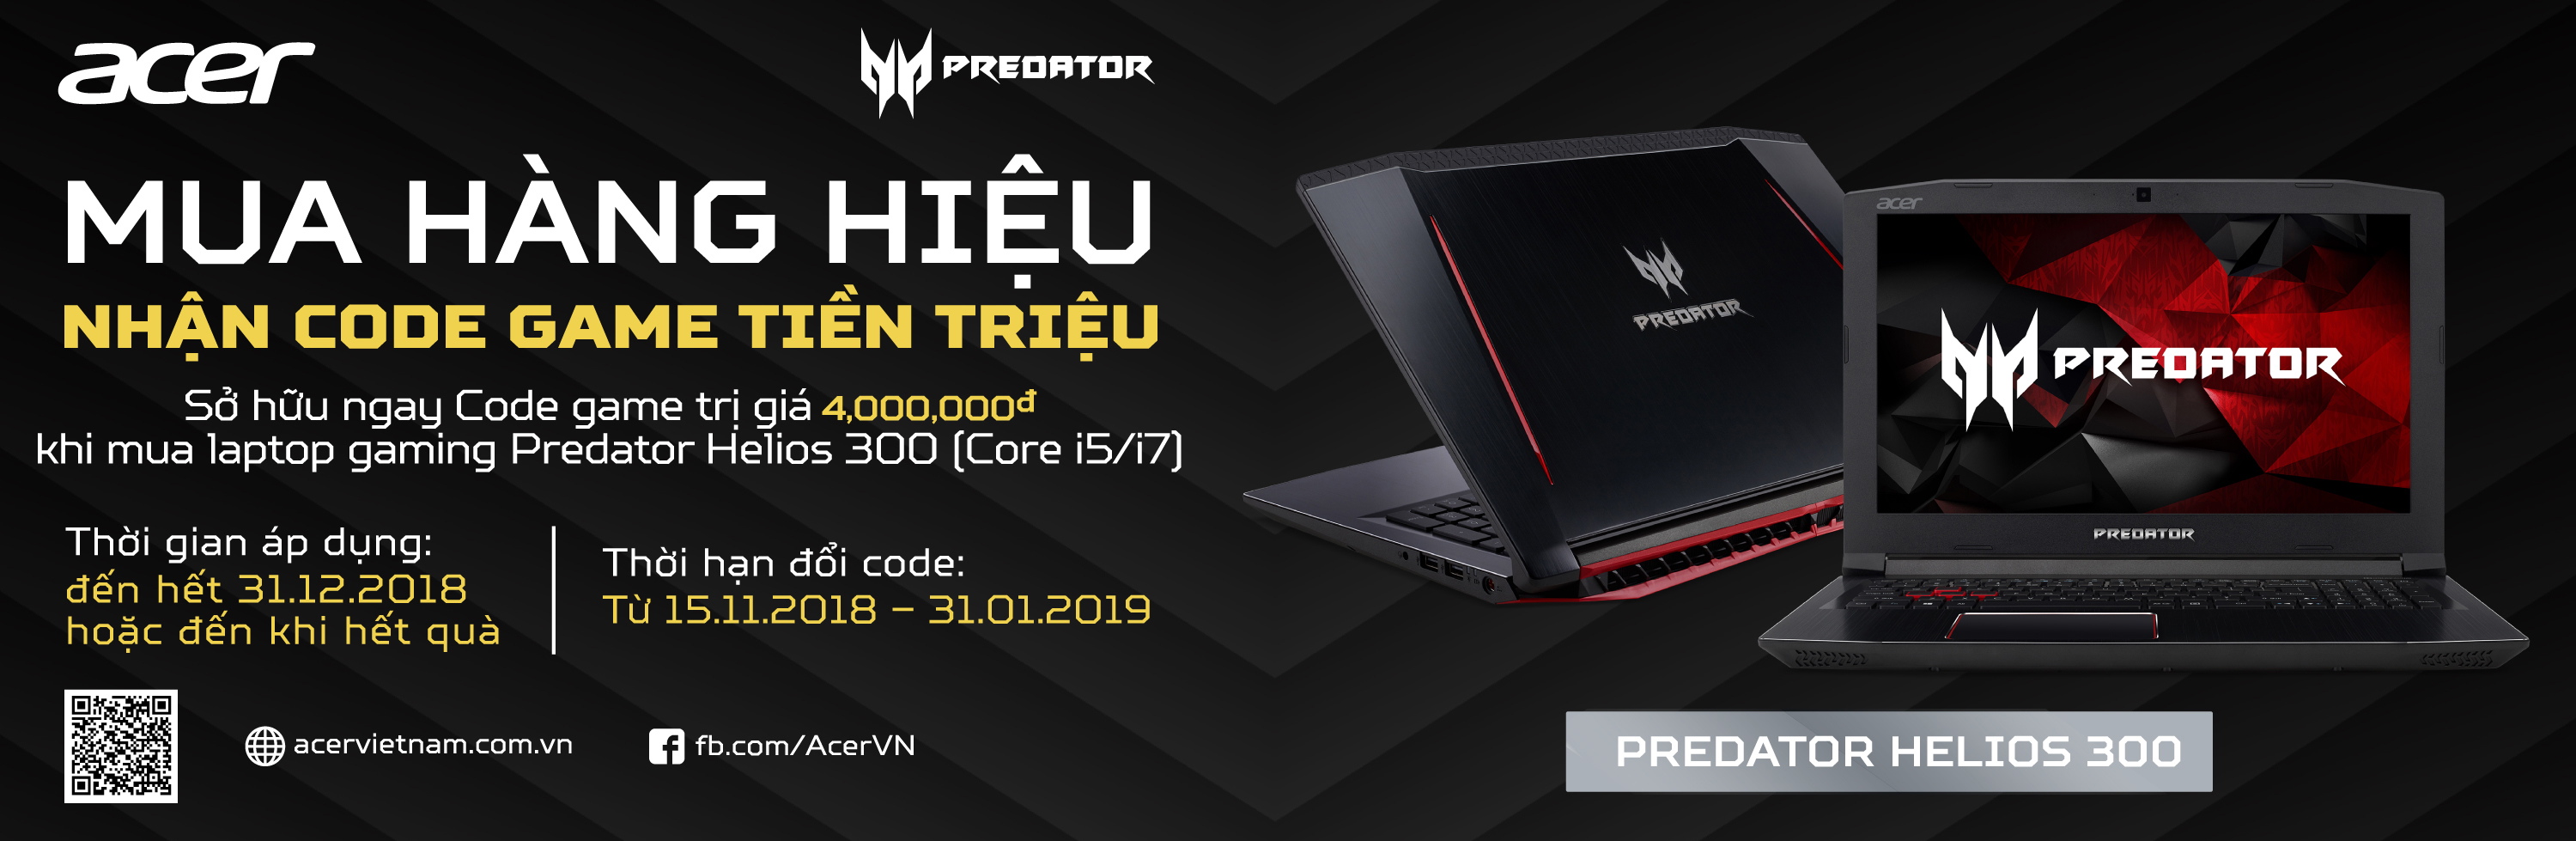 acer
PREDATOR
MUA HÀNG HIỆU
NHẬN CODE GAME TIỀN TRIỆU
Sở hữu ngay Code game trị giá 4,000,000đ
khi mua laptop gaming Predator Helios 300 (Core i5/i7)
Thời gian áp dụng:
đến hết 31.12.2018
hoặc đến khi hết quà
Thời hạn đổi code:
Từ 15.11.2018 – 31.01.2019
acervietnam.com.vn
fb.com/AcerVN
PREDATOR
acer
PREDATOR
PREDATOR
PREDATOR HELIOS 300